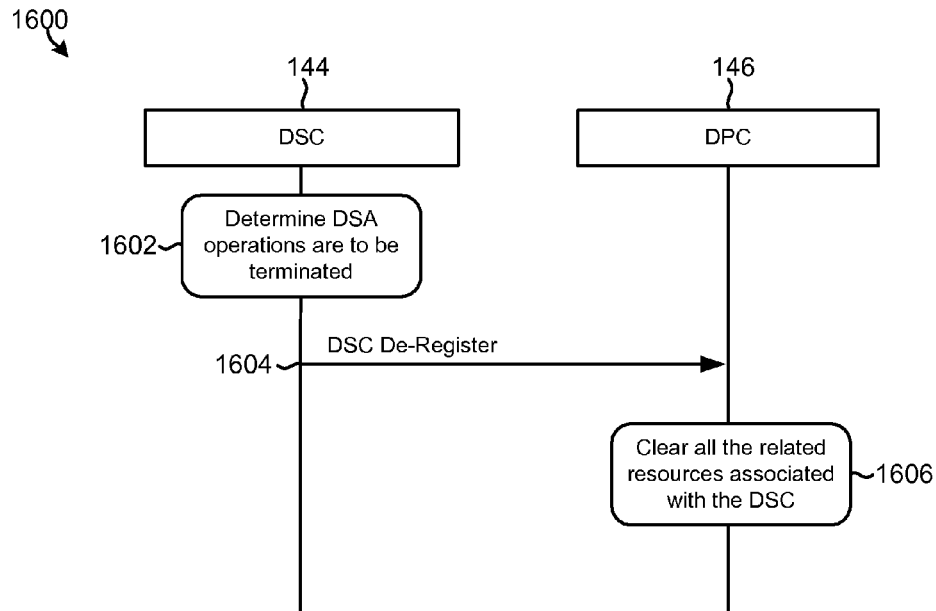 1600
144
146
DSC
DPC
1602
Determine DSA
operations are to be
terminated
1604
DSC De-Register
Clear all the related
resources associated
with the DSC
1606